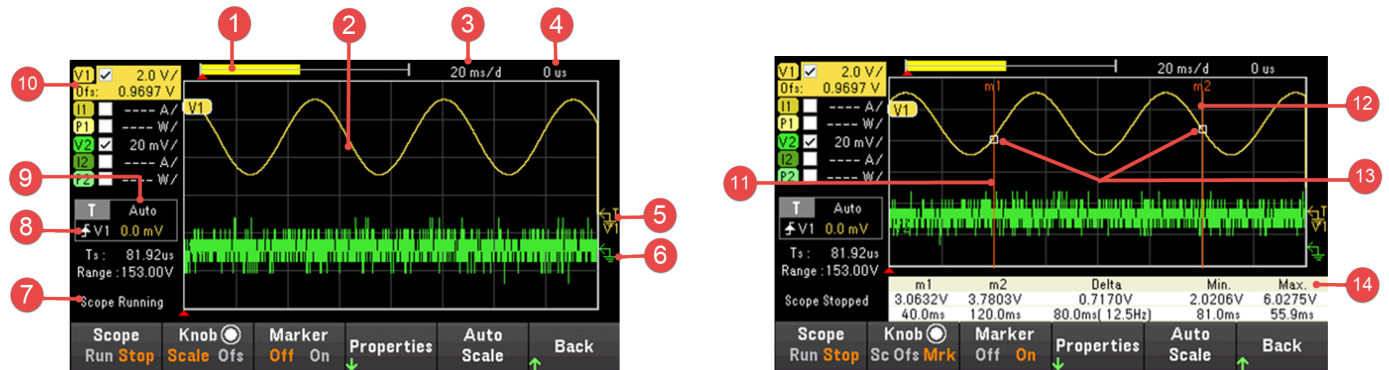 1
2
3
4
V1 2.0 V/ 20 ms/d 0 us
10
Ofs: 0.9697 V
I1 ---- A/
V1
P1 ---- W/
V2 20 mV/
I2 ---- A/
P2 ---- W/
9
T Auto
8
V1 0.0 mV
T
1
5
Ts : 81.92us
6
Range :153.00V
7
Scope Running
Scope Knob Marker Properties Auto Back
Run Stop Scale Ofs Off On Scale
V1 2.0 V/ 20 ms/d 0 us
Ofs: 0.9697 V
m1 m2
12
I1 ---- A/
V1
P1 ---- W/
V2 20 mV/
I2 ---- A/
P2 ---- W/
11
13
T Auto
V1 0.0 mV
T
1
Ts : 81.92us
Range :153.00V
14
m1 m2 Delta Min. Max.
Scope Stopped
3.0632V 3.7803V 0.7170V 2.0206V 6.0275V
40.0ms 120.0ms 80.0ms( 12.5Hz) 81.0ms 55.9ms
Scope Knob Marker Properties Auto Back
Run Stop Sc Ofs Mrk Off On Scale